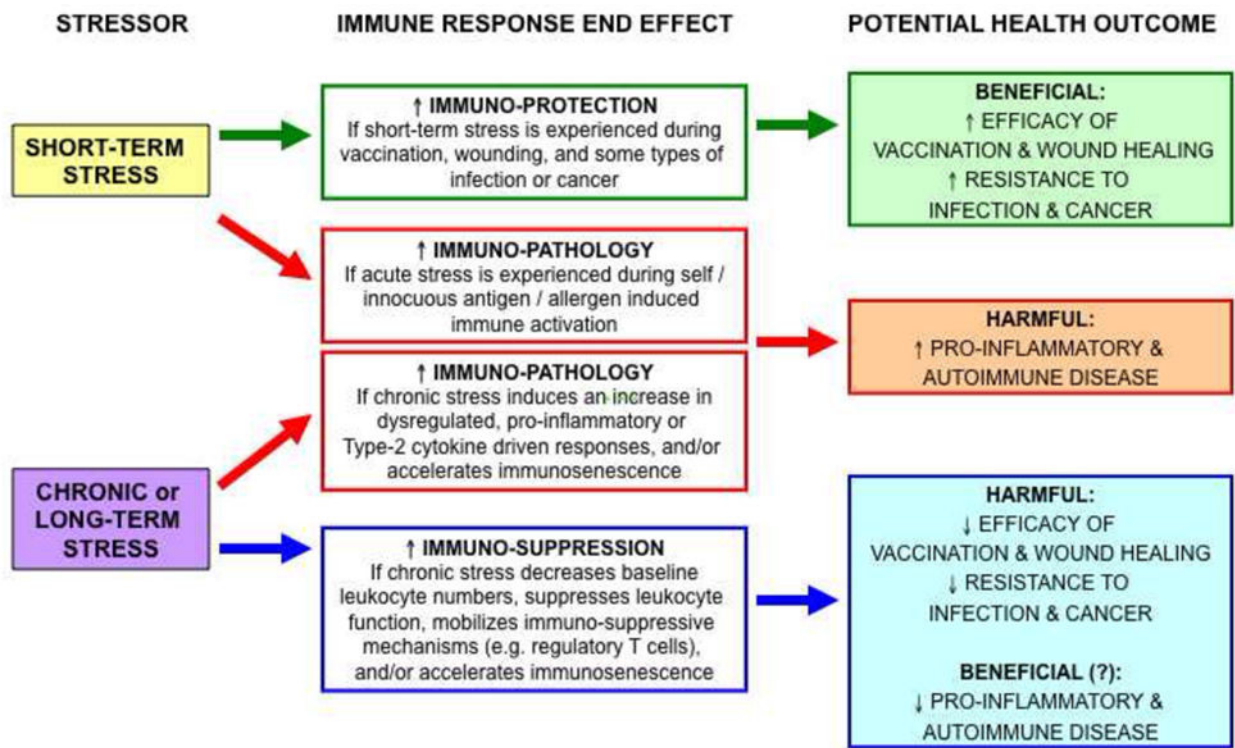 STRESSOR
IMMUNE RESPONSE END EFFECT
POTENTIAL HEALTH OUTCOME
SHORT-TERM
STRESS
↑ IMMUNO-PROTECTION
If short-term stress is experienced during
vaccination, wounding, and some types of
infection or cancer
BENEFICIAL:
↑ EFFICACY OF
VACCINATION & WOUND HEALING
↑ RESISTANCE TO
INFECTION & CANCER
↑ IMMUNO-PATHOLOGY
If acute stress is experienced during self /
innocuous antigen / allergen induced
immune activation
HARMFUL:
↑ PRO-INFLAMMATORY &
AUTOIMMUNE DISEASE
↑ IMMUNO-PATHOLOGY
If chronic stress induces an increase in
dysregulated, pro-inflammatory or
Type-2 cytokine driven responses, and/or
accelerates immunosenescence
CHRONIC or
LONG-TERM
STRESS
↑ IMMUNO-SUPPRESSION
If chronic stress decreases baseline
leukocyte numbers, suppresses leukocyte
function, mobilizes immuno-suppressive
mechanisms (e.g. regulatory T cells),
and/or accelerates immunosenescence
HARMFUL:
↓ EFFICACY OF
VACCINATION & WOUND HEALING
↓ RESISTANCE TO
INFECTION & CANCER
BENEFICIAL (?):
↓ PRO-INFLAMMATORY &
AUTOIMMUNE DISEASE